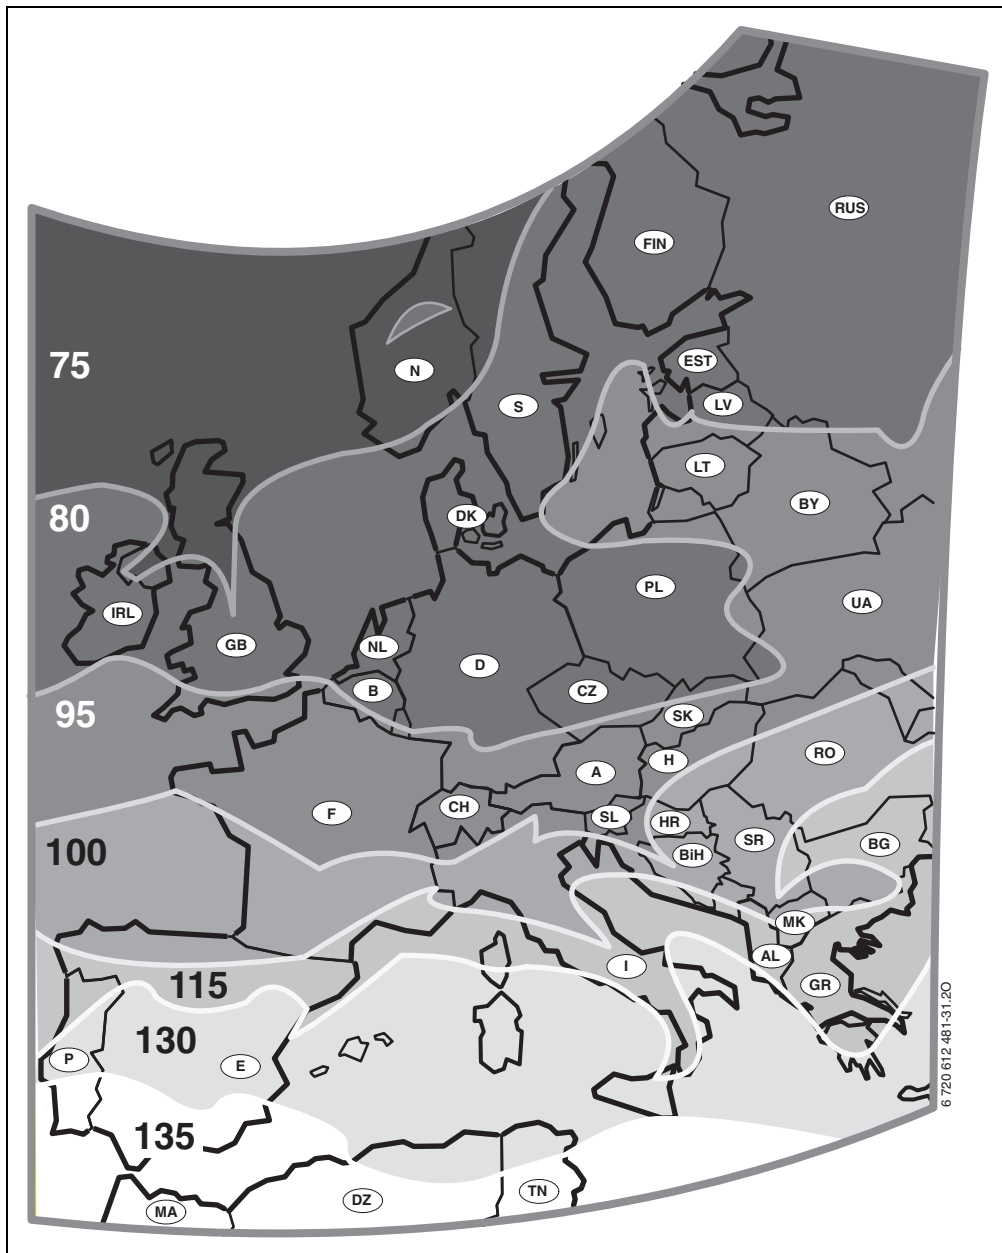 RUS
FIN
75
N
EST
S
LV
LT
80
DK
BY
PL
IRL
UA
GB
NL
D
B
CZ
95
SK
RO
H
A
CH
SL
F
HR
SR
BG
100
BiH
MK
AL
I
115
GR
130
P
E
135
TN
DZ
MA
6 720 612 481-31.2O